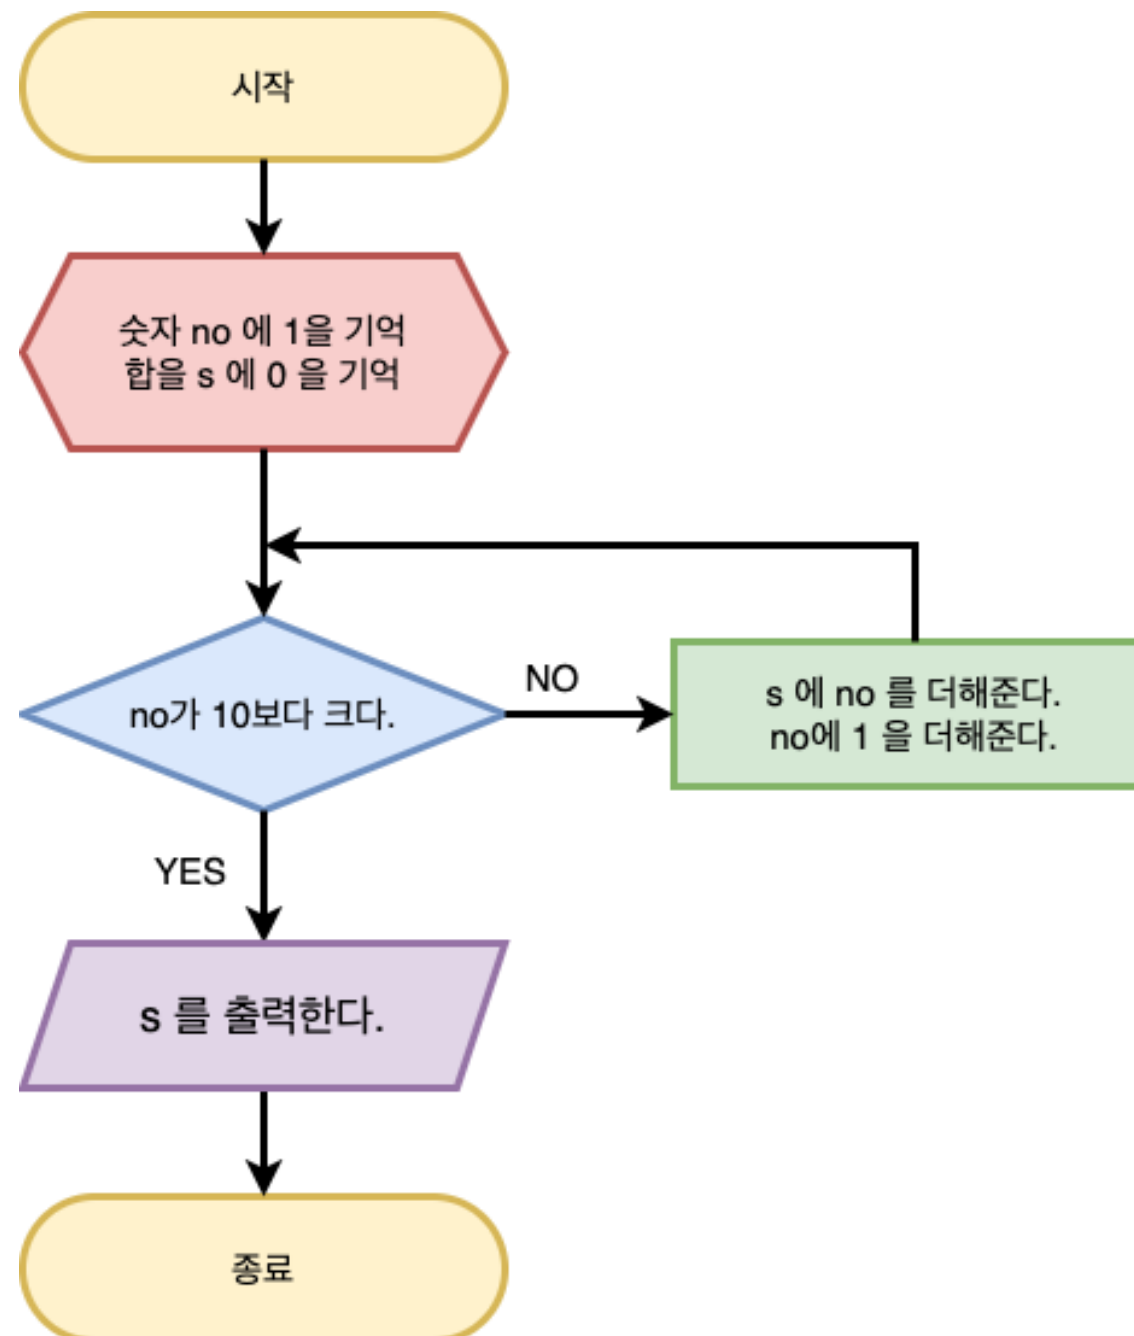 시작
숫자 no 에 1을 기억
합을 s 에 0 을 기억
no가 10보다 크다.
NO
s 에 no 를 더해준다.
no에 1 을 더해준다.
YES
s 를 출력한다.
종료